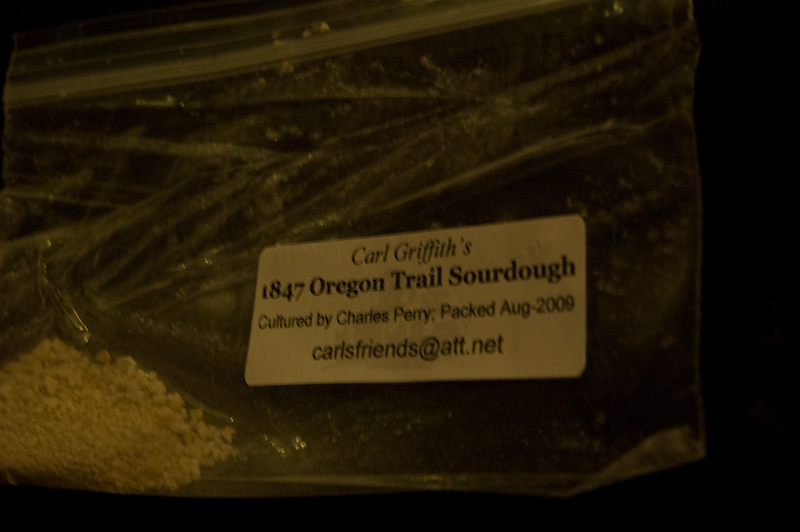 Carl Griffith's
1847 Oregon Trail Sourdough
Cultured by Charles Perry; Packed Aug-2009
carlsfriends@att.net